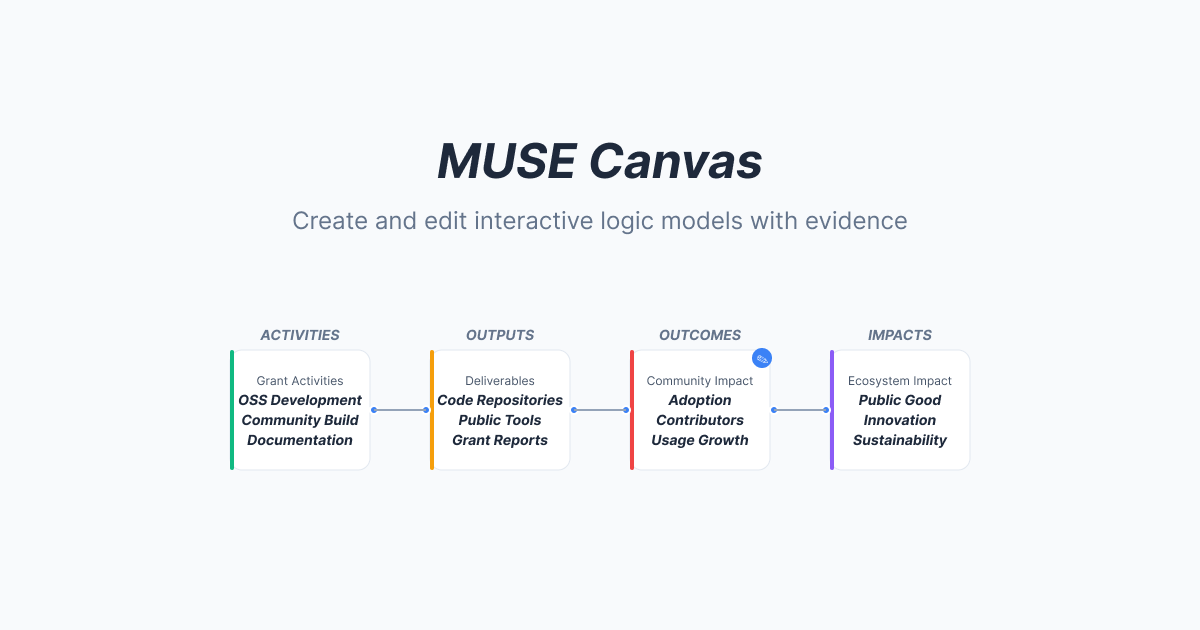 MUSE Canvas
Create and edit interactive logic models with evidence
ACTIVITIES
Grant Activities
OSS Development
Community Build
Documentation
OUTPUTS
Deliverables
Code Repositories
Public Tools
Grant Reports
OUTCOMES
Community Impact
Adoption
Contributors
Usage Growth
IMPACTS
Ecosystem Impact
Public Good
Innovation
Sustainability